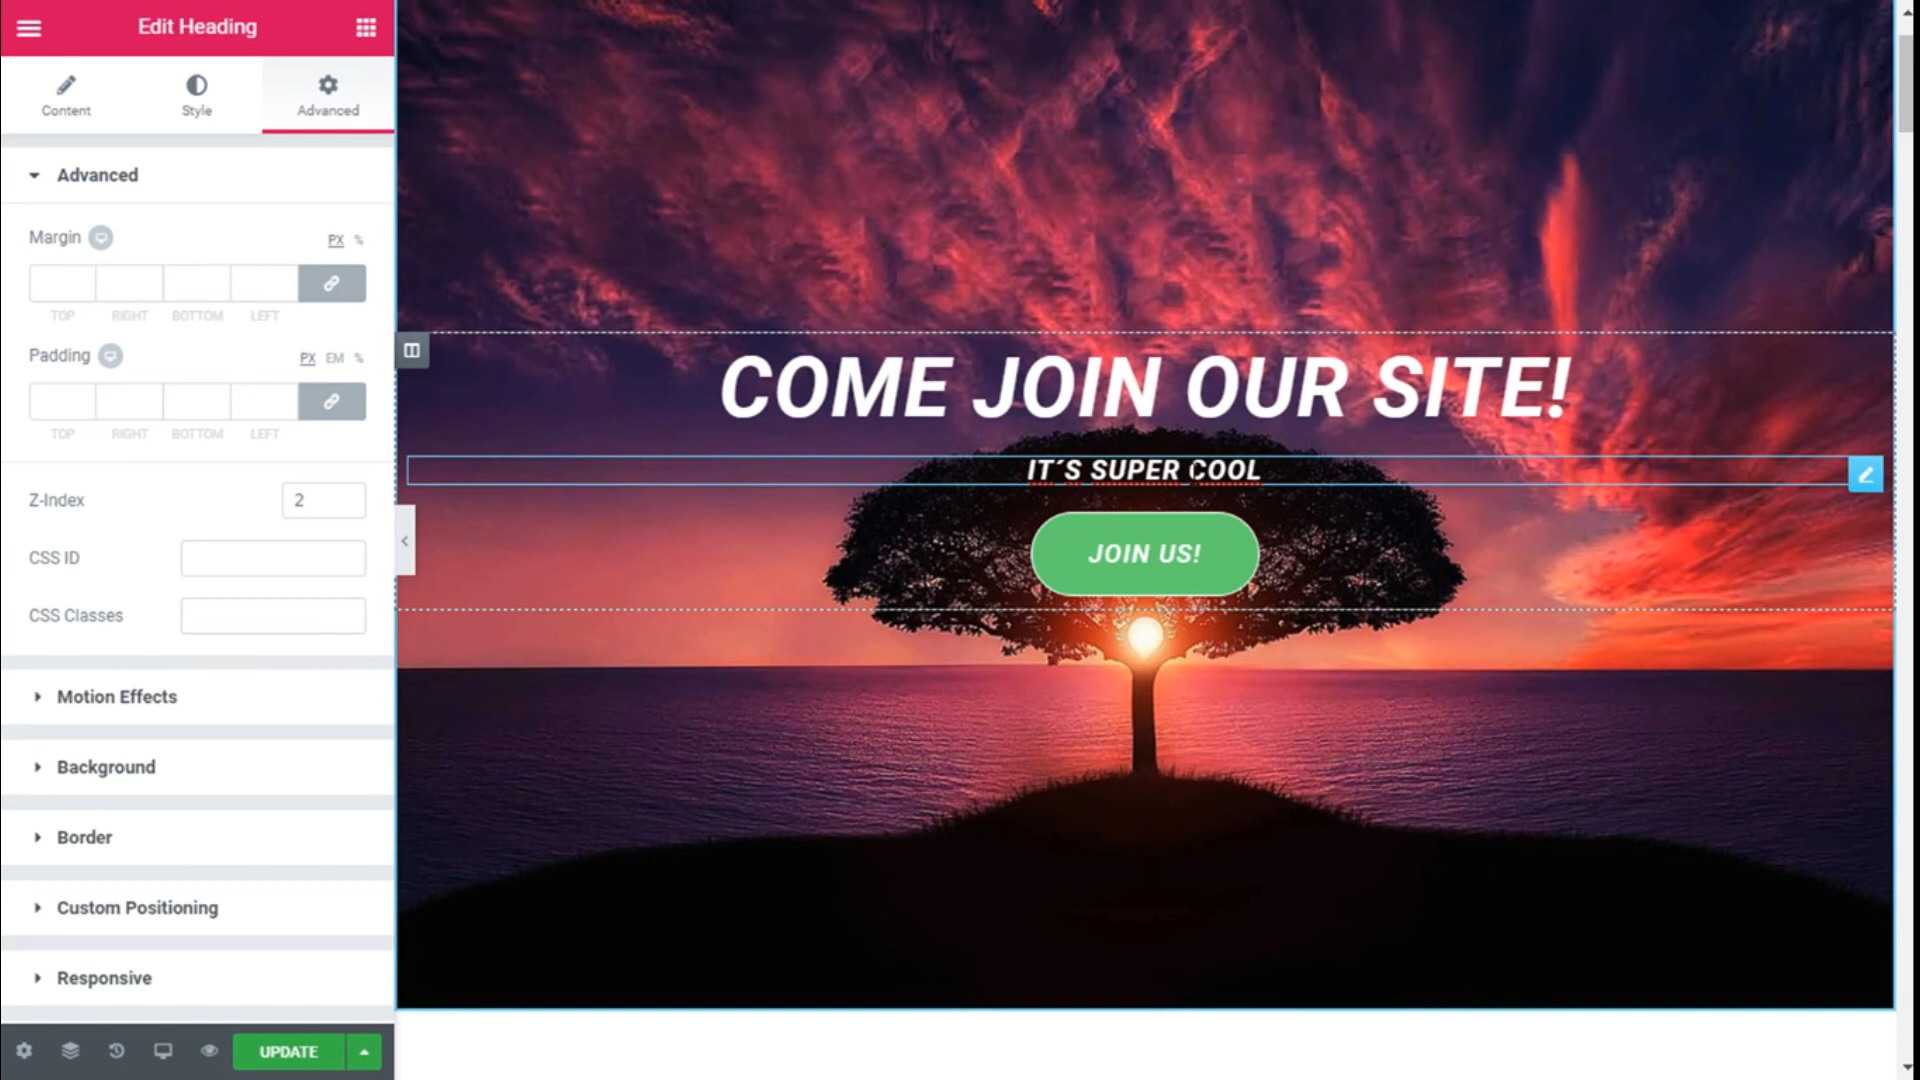 Edit Heading
Content
Style
Advanced
Advanced
Margin
PX %
TOP RIGHT BOTTOM LEFT
Padding
PX EM %
TOP RIGHT BOTTOM LEFT
Z-Index
2
CSS ID
CSS Classes
Motion Effects
Background
Border
Custom Positioning
Responsive
UPDATE
COME JOIN OUR SITE!
IT´S SUPER COOL
JOIN US!